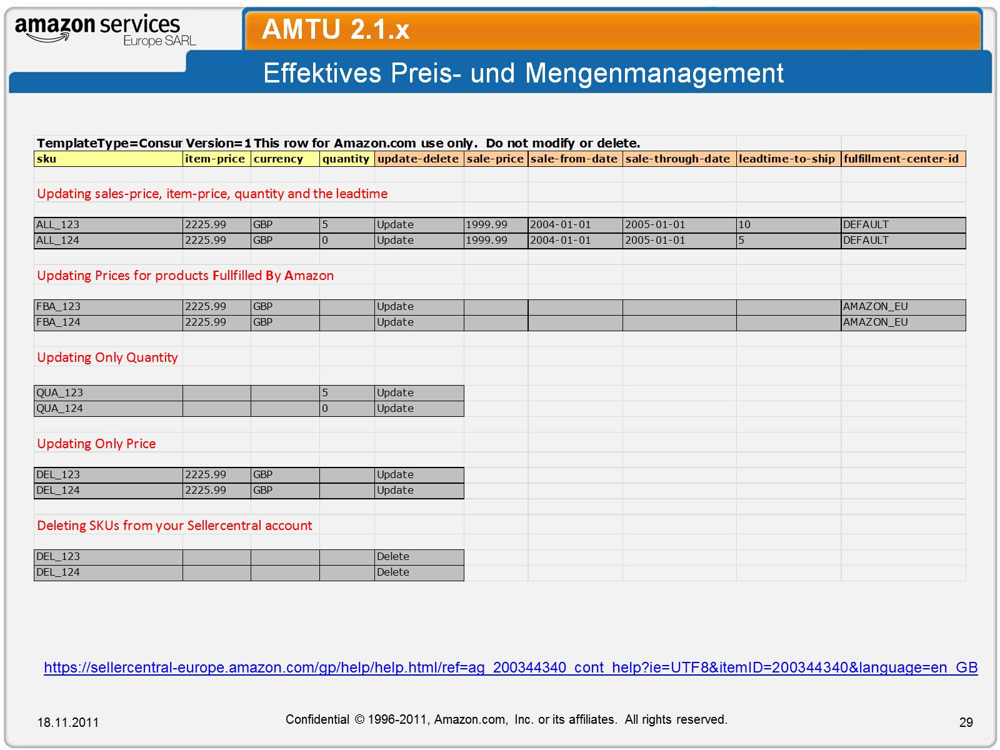 amazon services
Europe SARL
AMTU 2.1.x
Effektives Preis- und Mengenmanagement
TemplateType=Consur Version=1 This row for Amazon.com use only. Do not modify or delete.
sku item-price currency quantity update-delete sale-price sale-from-date sale-through-date leadtime-to-ship fulfillment-center-id
Updating sales-price, item-price, quantity and the leadtime
ALL_123 2225.99 GBP 5 Update 1999.99 2004-01-01 2005-01-01 10 DEFAULT
ALL_124 2225.99 GBP 0 Update 1999.99 2004-01-01 2005-01-01 5 DEFAULT
Updating Prices for products Fullfilled By Amazon
FBA_123 2225.99 GBP Update AMAZON_EU
FBA_124 2225.99 GBP Update AMAZON_EU
Updating Only Quantity
QUA_123 5 Update
QUA_124 0 Update
Updating Only Price
DEL_123 2225.99 GBP Update
DEL_124 2225.99 GBP Update
Deleting SKUs from your Sellercentral account
DEL_123 Delete
DEL_124 Delete
https://sellercentral-europe.amazon.com/gp/help/help.html/ref=ag_200344340_cont_help?ie=UTF8&itemID=200344340&language=en_GB
18.11.2011
Confidential © 1996-2011, Amazon.com, Inc. or its affiliates. All rights reserved.
29